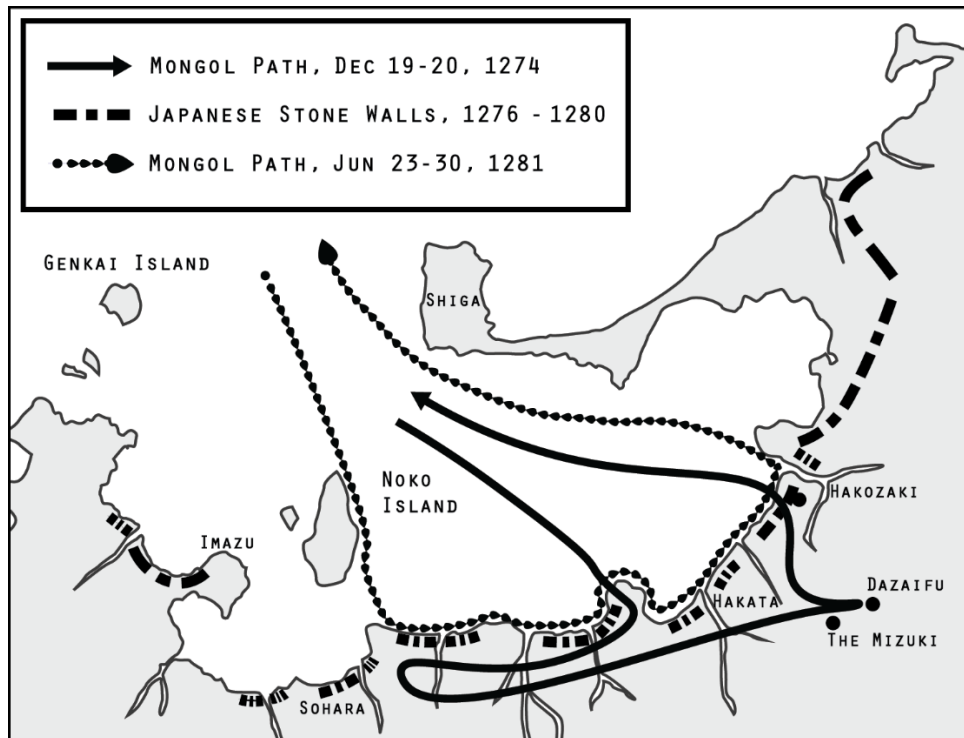 Mongol Path, Dec 19-20, 1274
Japanese Stone Walls, 1276 - 1280
Mongol Path, Jun 23-30, 1281
Genkai Island
Shiga
Noko
Island
Hakozaki
Imazu
Dazaifu
Hakata
The Mizuki
Sohara